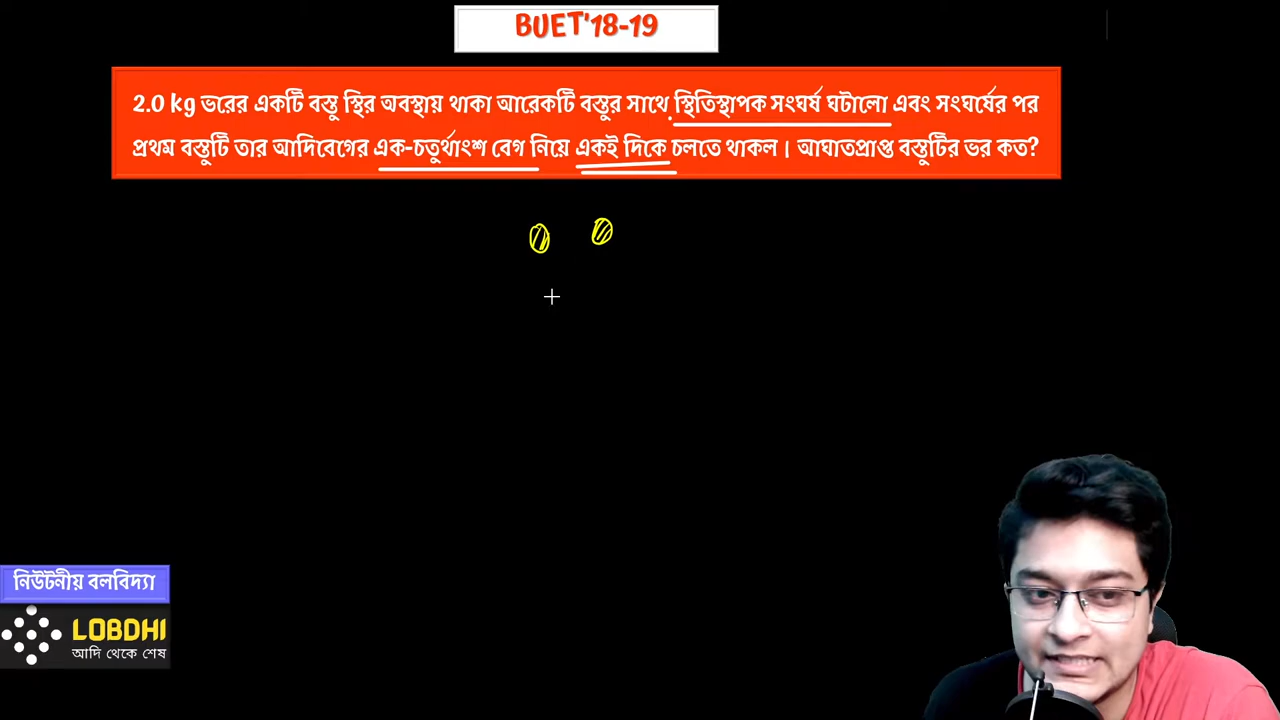 BUET'18-19
2.0 kg ভরের একটি বস্তু স্থির অবস্থায় থাকা আরেকটি বস্তুর সাথে স্থিতিস্থাপক সংঘর্ষ ঘটালো এবং সংঘর্ষের পর
প্রথম বস্তুটি তার আদিবেগের এক-চতুর্থাংশ বেগ নিয়ে একই দিকে চলতে থাকল। আঘাতপ্রাপ্ত বস্তুটির ভর কত?
নিউটনীয় বলবিদ্যা
LOBDHI
আদি থেকে শেষ